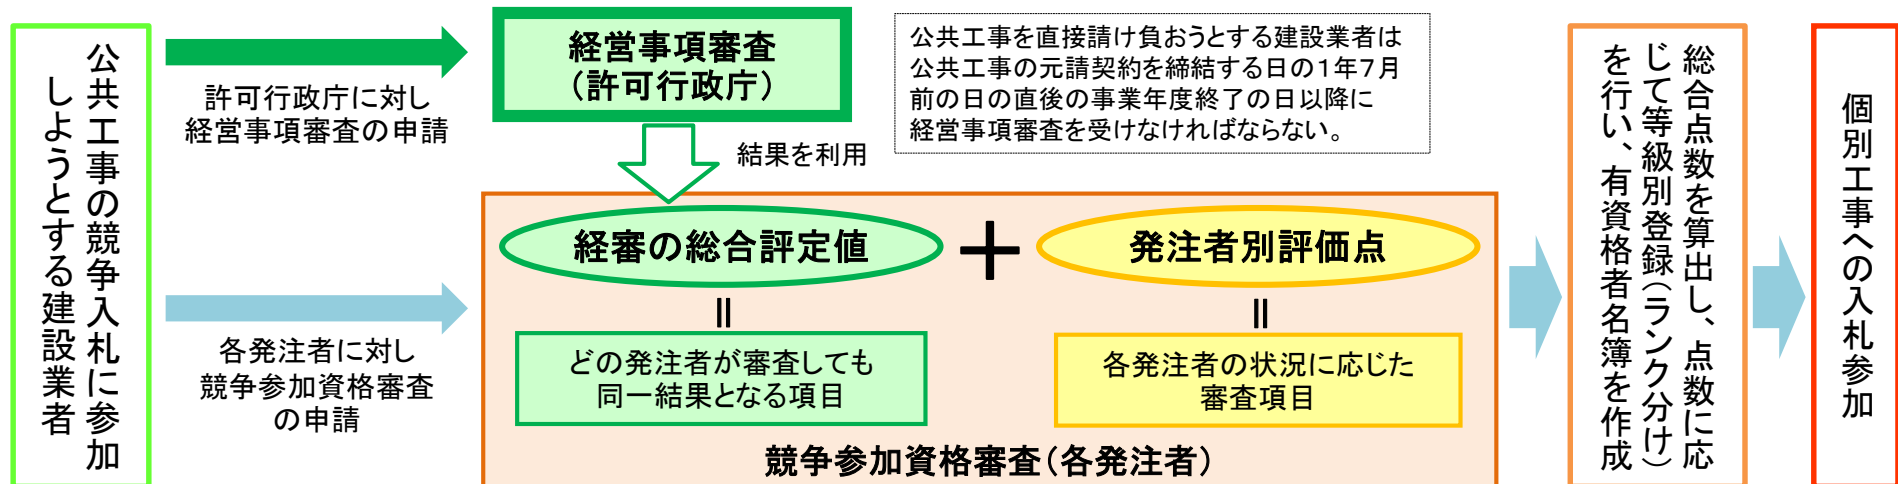 公共工事の競争入札に参加
しようとする建設業者
許可行政庁に対し
経営事項審査の申請
各発注者に対し
競争参加資格審査
の申請
経営事項審査
(許可行政庁)
結果を利用
公共工事を直接請け負おうとする建設業者は
公共工事の元請契約を締結する日の1年7月
前の日の直後の事業年度終了の日以降に
経営事項審査を受けなければならない。
経審の総合評定値
+
発注者別評価点
=
=
どの発注者が審査しても
同一結果となる項目
各発注者の状況に応じた
審査項目
競争参加資格審査(各発注者)
総合点数を算出し、点数に応
じて等級別登録(ランク分け)
を行い、有資格者名簿を作成
個別工事への入札参加